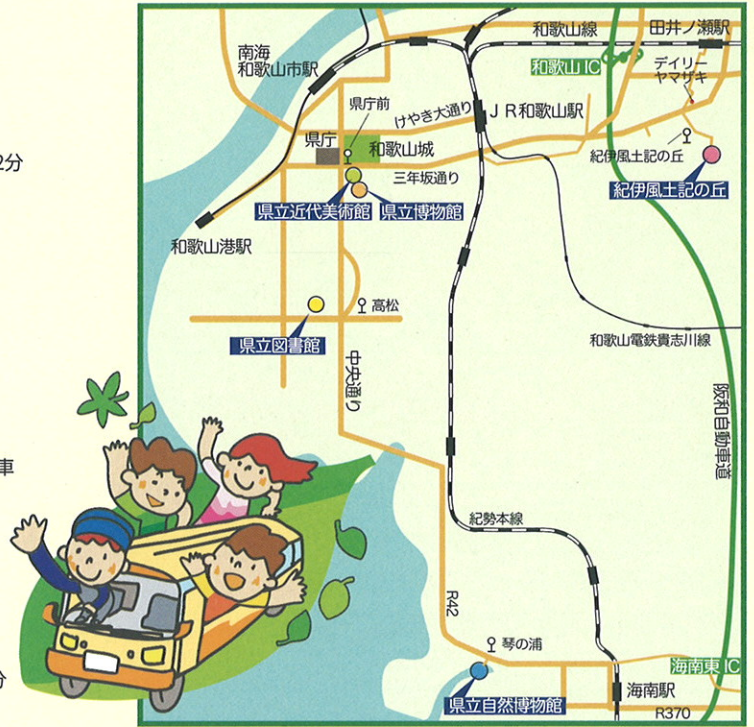 和歌山線
田井ノ瀬駅
南海
和歌山市駅
和歌山IC
デイリー
ヤマザキ
県庁前
けやき大通り
JR和歌山駅
県庁
和歌山城
紀伊風土記の丘
三年坂通り
紀伊風土記の丘
県立近代美術館
県立博物館
和歌山港駅
2分
高松
県立図書館
和歌山電鉄貴志川線
中央通り
阪和自動車道
車
紀勢本線
R42
琴の浦
海南東IC
分
県立自然博物館
海南駅
R370